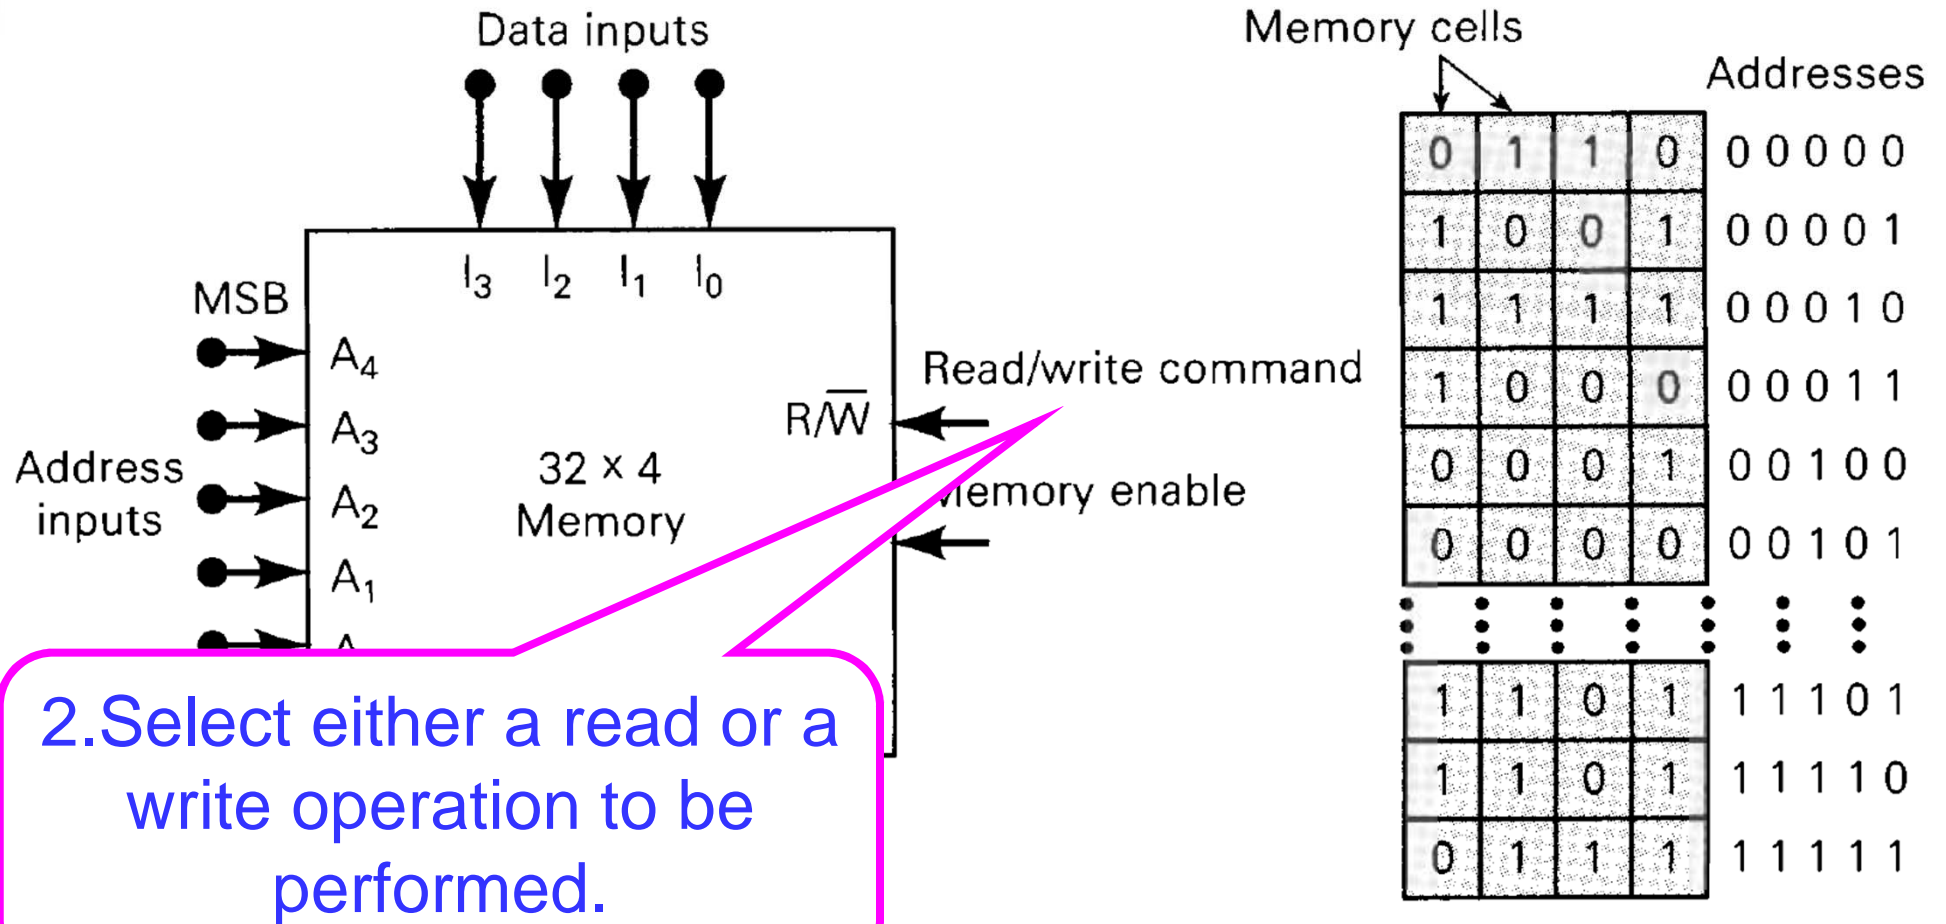 Data inputs
I3 I2 I1 I0
MSB
A4
A3
Address
inputs
A2
A1
32 × 4
Memory
R/W̅
Read/write command
Memory enable
2.Select either a read or a
write operation to be
performed.
Memory cells
Addresses
0 1 1 0 0 0 0 0 0
1 0 0 1 0 0 0 0 1
1 1 1 1 0 0 0 1 0
1 0 0 0 0 0 0 1 1
0 0 0 1 0 0 1 0 0
0 0 0 0 0 0 1 0 1
1 1 0 1 1 1 1 0 1
1 1 0 1 1 1 1 1 0
0 1 1 1 1 1 1 1 1